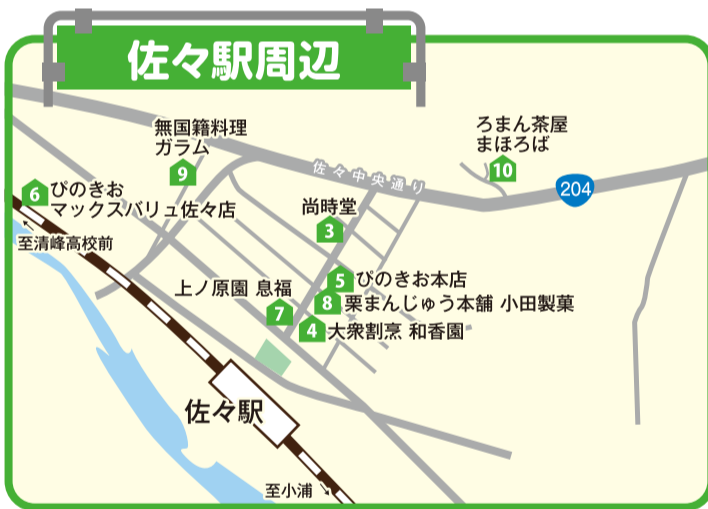 佐々駅周辺
無国籍料理
ガラム
9
ろまん茶屋
まほろば
10
佐々中央通り
204
6
ぴのきお
マックスバリュ佐々店
至清峰高校前
尚時堂
3
5 ぴのきお本店
上ノ原園 息福
7
8 栗まんじゅう本舗 小田製菓
4 大衆割烹 和香園
佐々駅
至小浦